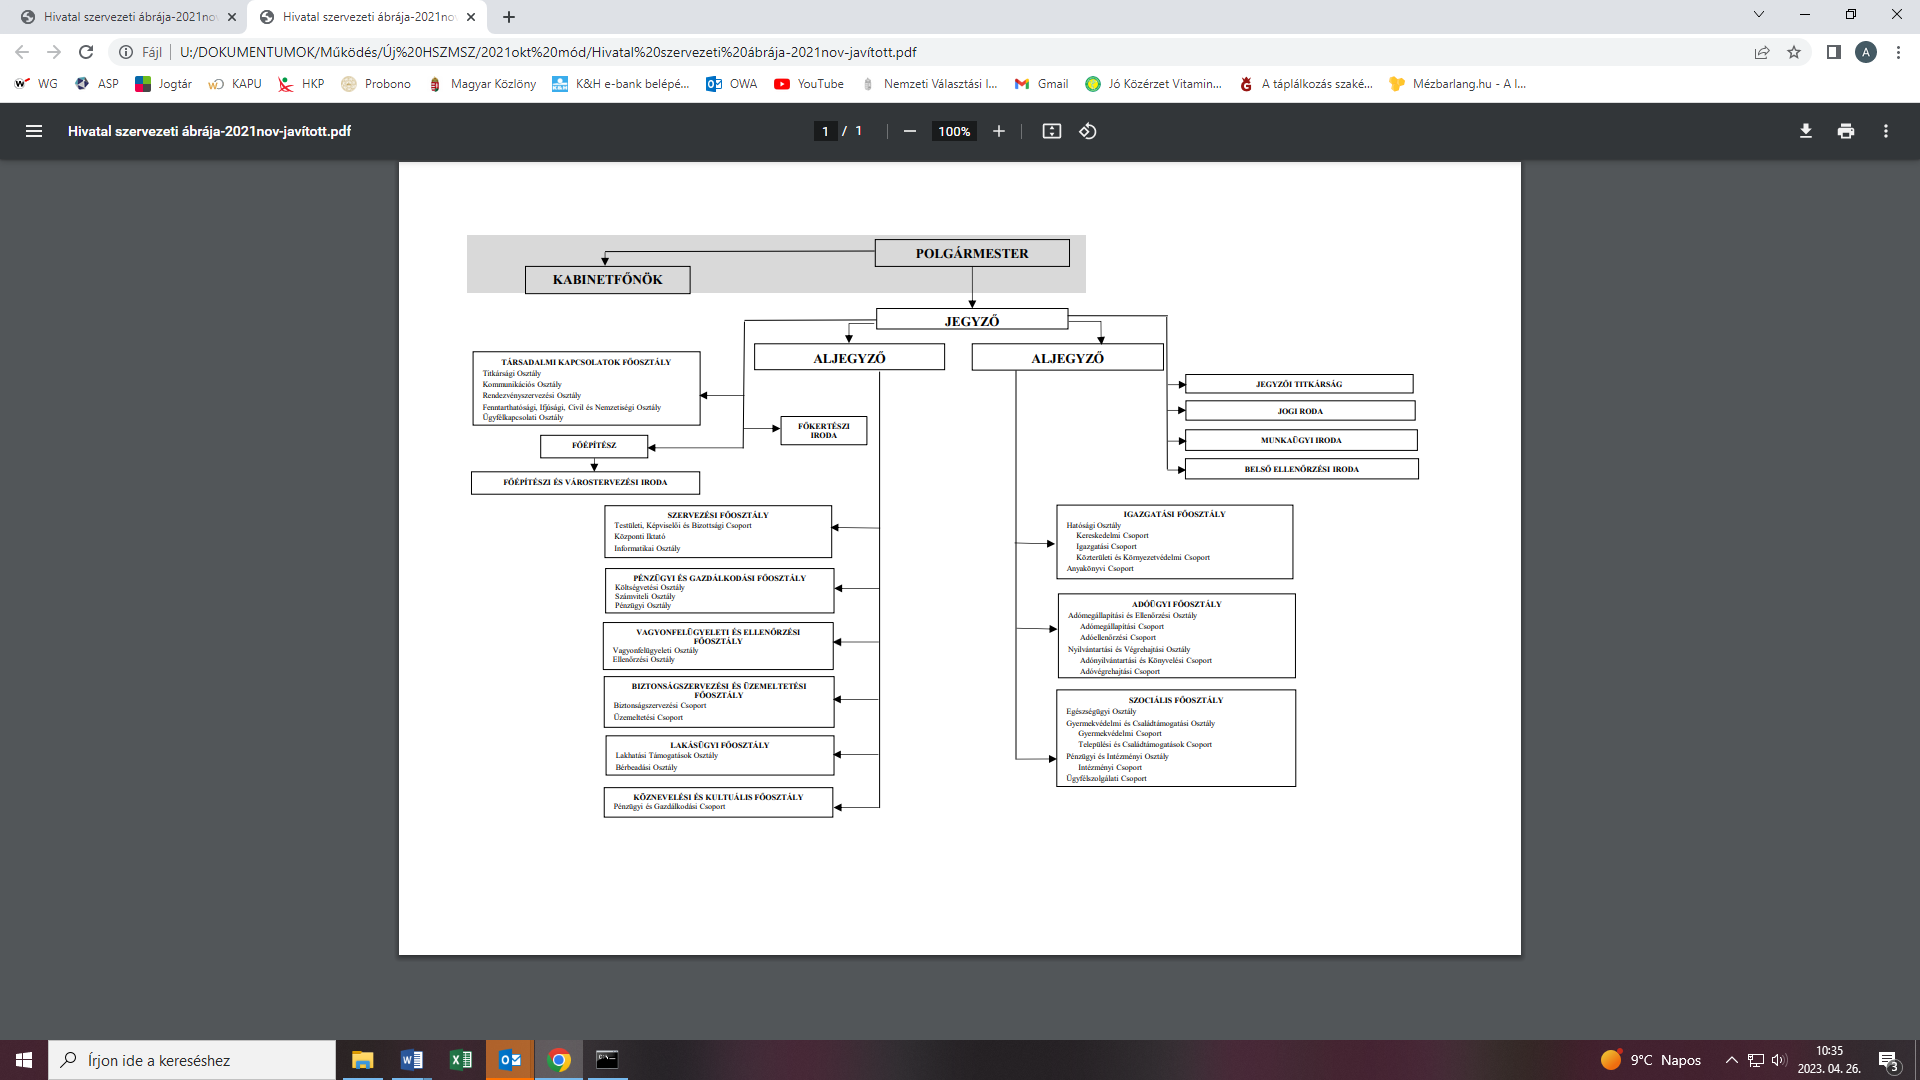 Hivatal szervezeti ábrája-2021no
Hivatal szervezeti ábrája-2021no
Fájl
U:/DOKUMENTUMOK/Működés/Új%20HSZMSZ/2021okt%20mód/Hivatal%20szervezeti%20ábrája-2021nov-javított.pdf
A
WG
ASP
Jogtár
KAPU
HKP
Probono
Magyar Közlöny
K&H e-bank belépé...
OWA
YouTube
Nemzeti Választási I...
Gmail
Jó Közérzet Vitamin...
A táplálkozás szaké...
Mézbarlang.hu - A l...
Hivatal szervezeti ábrája-2021nov-javított.pdf
1 / 1
100%
POLGÁRMESTER
KABINETFŐNÖK
JEGYZŐ
ALJEGYZŐ
ALJEGYZŐ
TÁRSADALMI KAPCSOLATOK FŐOSZTÁLY
Titkársági Osztály
Kommunikációs Osztály
Rendezvényszervezési Osztály
Fenntarthatósági, Ifjúsági, Civil és Nemzetiségi Osztály
Ügyfélkapcsolati Osztály
FŐKERTÉSZI
IRODA
FŐÉPÍTÉSZ
FŐÉPÍTÉSZI ÉS VÁROSTERVEZÉSI IRODA
JEGYZŐI TITKÁRSÁG
JOGI RODA
MUNKAÜGYI IRODA
BELSŐ ELLENŐRZÉSI IRODA
SZERVEZÉSI FŐOSZTÁLY
Testületi, Képviselői és Bizottsági Csoport
Központi Iktató
Informatikai Osztály
PÉNZÜGYI ÉS GAZDÁLKODÁSI FŐOSZTÁLY
Költségvetési Osztály
Számviteli Osztály
Pénzügyi Osztály
VAGYONFELÜGYELETI ÉS ELLENŐRZÉSI
FŐOSZTÁLY
Vagyonfelügyeleti Osztály
Ellenőrzési Osztály
BIZTONSÁGSZERVEZÉSI ÉS ÜZEMELTETÉSI
FŐOSZTÁLY
Biztonságszervezési Csoport
Üzemeltetési Csoport
LAKÁSÜGYI FŐOSZTÁLY
Lakhatási Támogatások Osztály
Bérbeadási Osztály
KÖZNEVELÉSI ÉS KULTUÁLIS FŐOSZTÁLY
Pénzügyi és Gazdálkodási Csoport
IGAZGATÁSI FŐOSZTÁLY
Hatósági Osztály
Kereskedelmi Csoport
Igazgatási Csoport
Közterületi és Környezetvédelmi Csoport
Anyakönyvi Csoport
ADÓÜGYI FŐOSZTÁLY
Adómegállapítási és Ellenőrzési Osztály
Adómegállapítási Csoport
Adóellenőrzési Csoport
Nyilvántartási és Végrehajtási Osztály
Adónyilvántartási és Könyvelési Csoport
Adóvégrehajtási Csoport
SZOCIÁLIS FŐOSZTÁLY
Egészségügyi Osztály
Gyermekvédelmi és Családtámogatási Osztály
Gyermekvédelmi Csoport
Települési és Családtámogatások Csoport
Pénzügyi és Intézményi Osztály
Intézményi Csoport
Ügyfélszolgálati Csoport
Írjon ide a kereséshez
9°C Napos
10:35
2023. 04. 26.
3